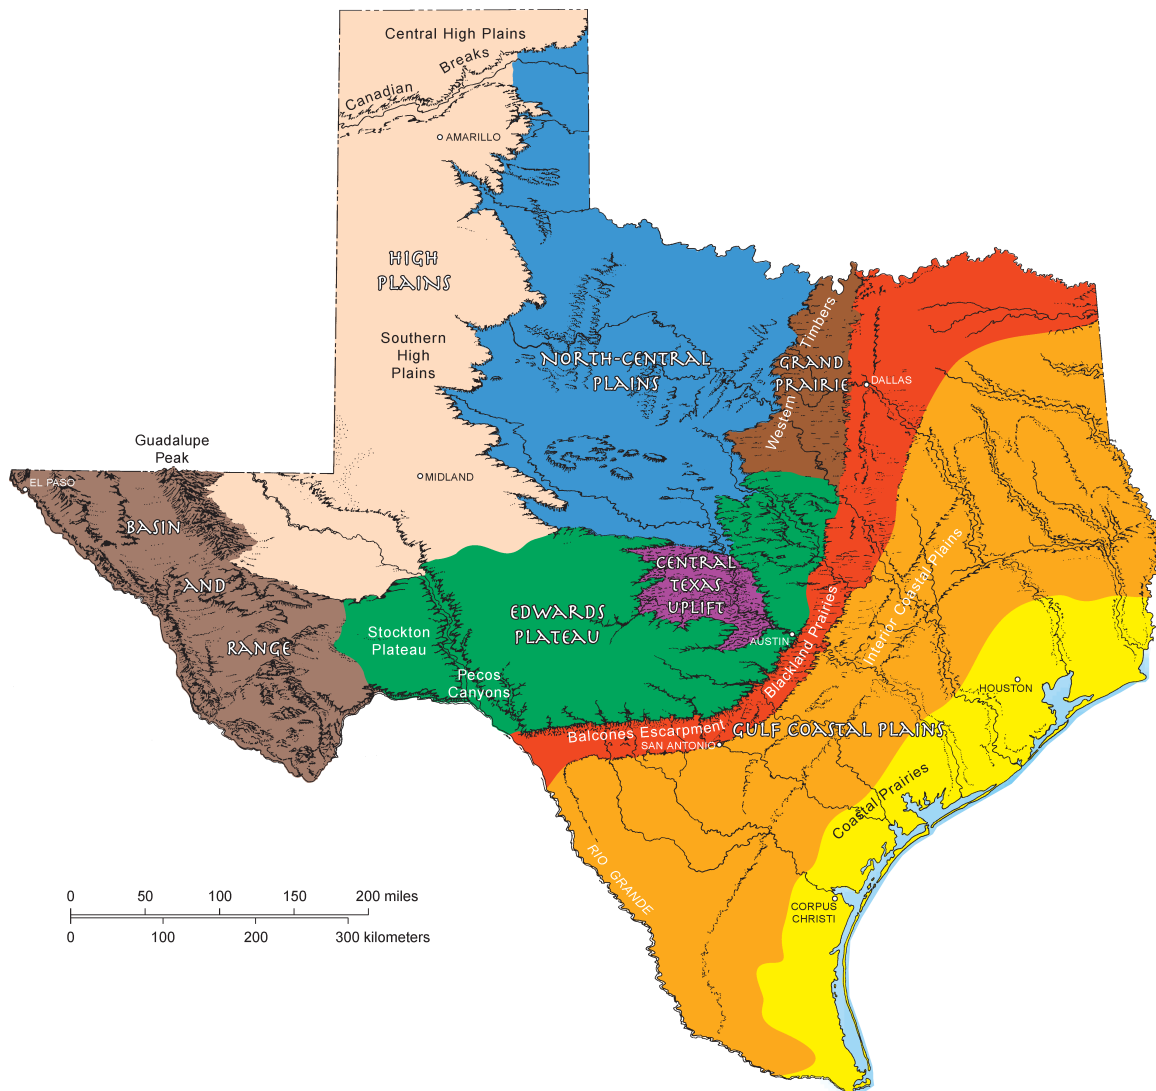 Central High Plains
Canadian Breaks
AMARILLO
HIGH
PLAINS
Southern
High
Plains
NORTH-CENTRAL
PLAINS
Western Timbers
GRAND
PRAIRIE
DALLAS
Guadalupe
Peak
EL PASO
MIDLAND
BASIN
AND
RANGE
CENTRAL
TEXAS
UPLIFT
EDWARDS
PLATEAU
Stockton
Plateau
Pecos
Canyons
AUSTIN
Blackland Prairies
Interior Coastal Plains
Balcones Escarpment
SAN ANTONIO
GULF COASTAL PLAINS
HOUSTON
Coastal Prairies
RIO GRANDE
CORPUS
CHRISTI
0 50 100 150 200 miles
0 100 200 300 kilometers